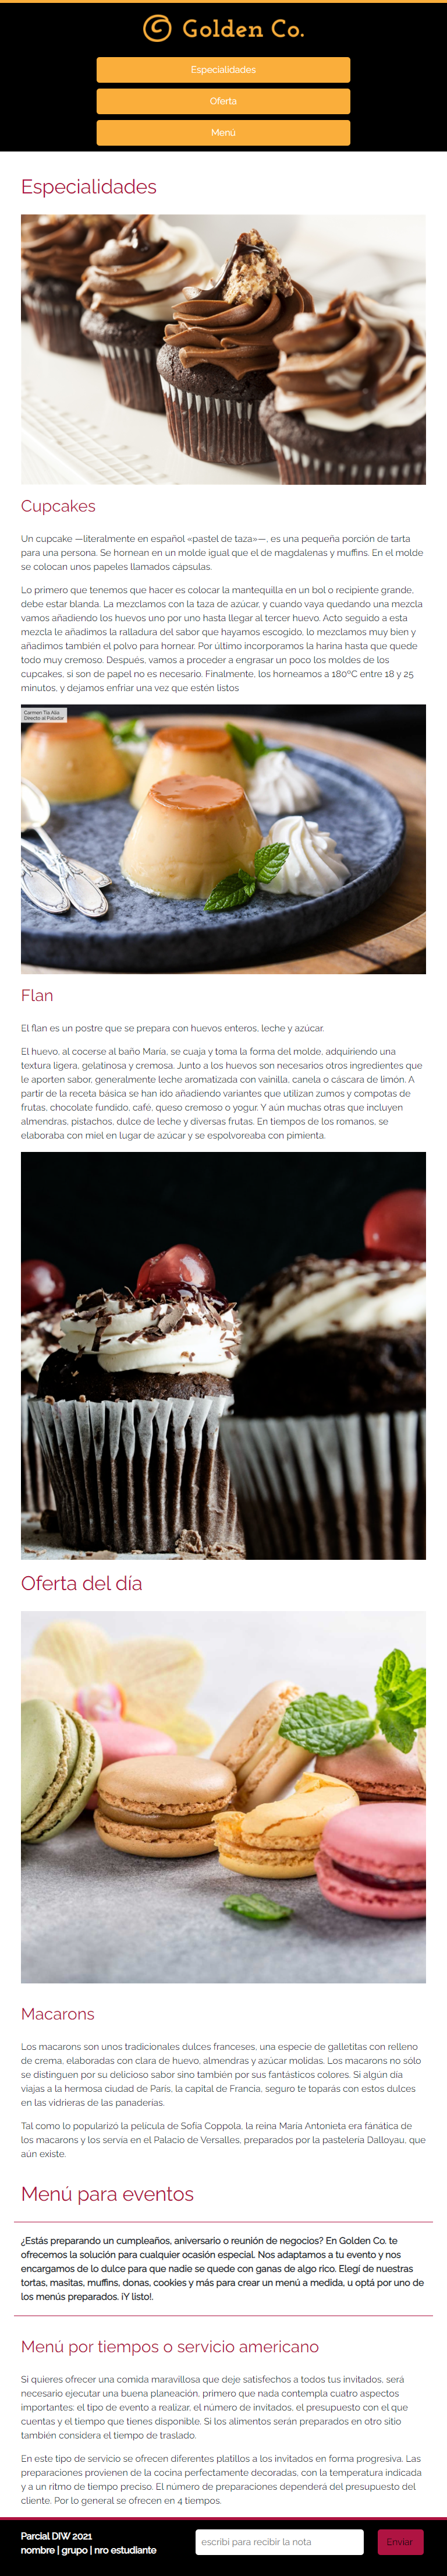 Golden Co.
Especialidades
Oferta
Menú
Especialidades
Cupcakes
Un cupcake —literalmente en español «pastel de taza»—, es una pequeña porción de tarta
para una persona. Se hornean en un molde igual que el de magdalenas y muffins. En el molde
se colocan unos papeles llamados cápsulas.
Lo primero que tenemos que hacer es colocar la mantequilla en un bol o recipiente grande,
debe estar blanda. La mezclamos con la taza de azúcar, y cuando vaya quedando una mezcla
vamos añadiendo los huevos uno por uno hasta llegar al tercer huevo. Acto seguido a esta
mezcla le añadimos la ralladura del sabor que hayamos escogido, lo mezclamos muy bien y
añadimos también el polvo para hornear. Por último incorporamos la harina hasta que quede
todo muy cremoso. Después, vamos a proceder a engrasar un poco los moldes de los
cupcakes, si son de papel no es necesario. Finalmente, los horneamos a 180ºC entre 18 y 25
minutos, y dejamos enfriar una vez que estén listos
Carmen Tía Alia
Directo al Paladar
Flan
El flan es un postre que se prepara con huevos enteros, leche y azúcar.
El huevo, al cocerse al baño María, se cuaja y toma la forma del molde, adquiriendo una
textura ligera, gelatinosa y cremosa. Junto a los huevos son necesarios otros ingredientes que
le aporten sabor, generalmente leche aromatizada con vainilla, canela o cáscara de limón. A
partir de la receta básica se han ido añadiendo variantes que utilizan zumos y compotas de
frutas, chocolate fundido, café, queso cremoso o yogur. Y aún muchas otras que incluyen
almendras, pistachos, dulce de leche y diversas frutas. En tiempos de los romanos, se
elaboraba con miel en lugar de azúcar y se espolvoreaba con pimienta.
Oferta del día
Macarons
Los macarons son unos tradicionales dulces franceses, una especie de galletitas con relleno
de crema, elaboradas con clara de huevo, almendras y azúcar molidas. Los macarons no sólo
se distinguen por su delicioso sabor sino también por sus fantásticos colores. Si algún día
viajas a la hermosa ciudad de París, la capital de Francia, seguro te toparás con estos dulces
en las vidrieras de las panaderías.
Tal como lo popularizó la película de Sofía Coppola, la reina María Antonieta era fánática de
los macarons y los servía en el Palacio de Versalles, preparados por la pastelería Dalloyau, que
aún existe.
Menú para eventos
¿Estás preparando un cumpleaños, aniversario o reunión de negocios? En Golden Co. te
ofrecemos la solución para cualquier ocasión especial. Nos adaptamos a tu evento y nos
encargamos de lo dulce para que nadie se quede con ganas de algo rico. Elegí de nuestras
tortas, masitas, muffins, donas, cookies y más para crear un menú a medida, u optá por uno de
los menús preparados. ¡Y listo!.
Menú por tiempos o servicio americano
Si quieres ofrecer una comida maravillosa que deje satisfechos a todos tus invitados, será
necesario ejecutar una buena planeación, primero que nada contempla cuatro aspectos
importantes: el tipo de evento a realizar, el número de invitados, el presupuesto con el que
cuentas y el tiempo que tienes disponible. Si los alimentos serán preparados en otro sitio
también considera el tiempo de traslado.
En este tipo de servicio se ofrecen diferentes platillos a los invitados en forma progresiva. Las
preparaciones provienen de la cocina perfectamente decoradas, con la temperatura indicada
y a un ritmo de tiempo preciso. El número de preparaciones dependerá del presupuesto del
cliente. Por lo general se ofrecen en 4 tiempos.
Parcial DIW 2021
nombre | grupo | nro estudiante
escribí para recibir la nota
Enviar